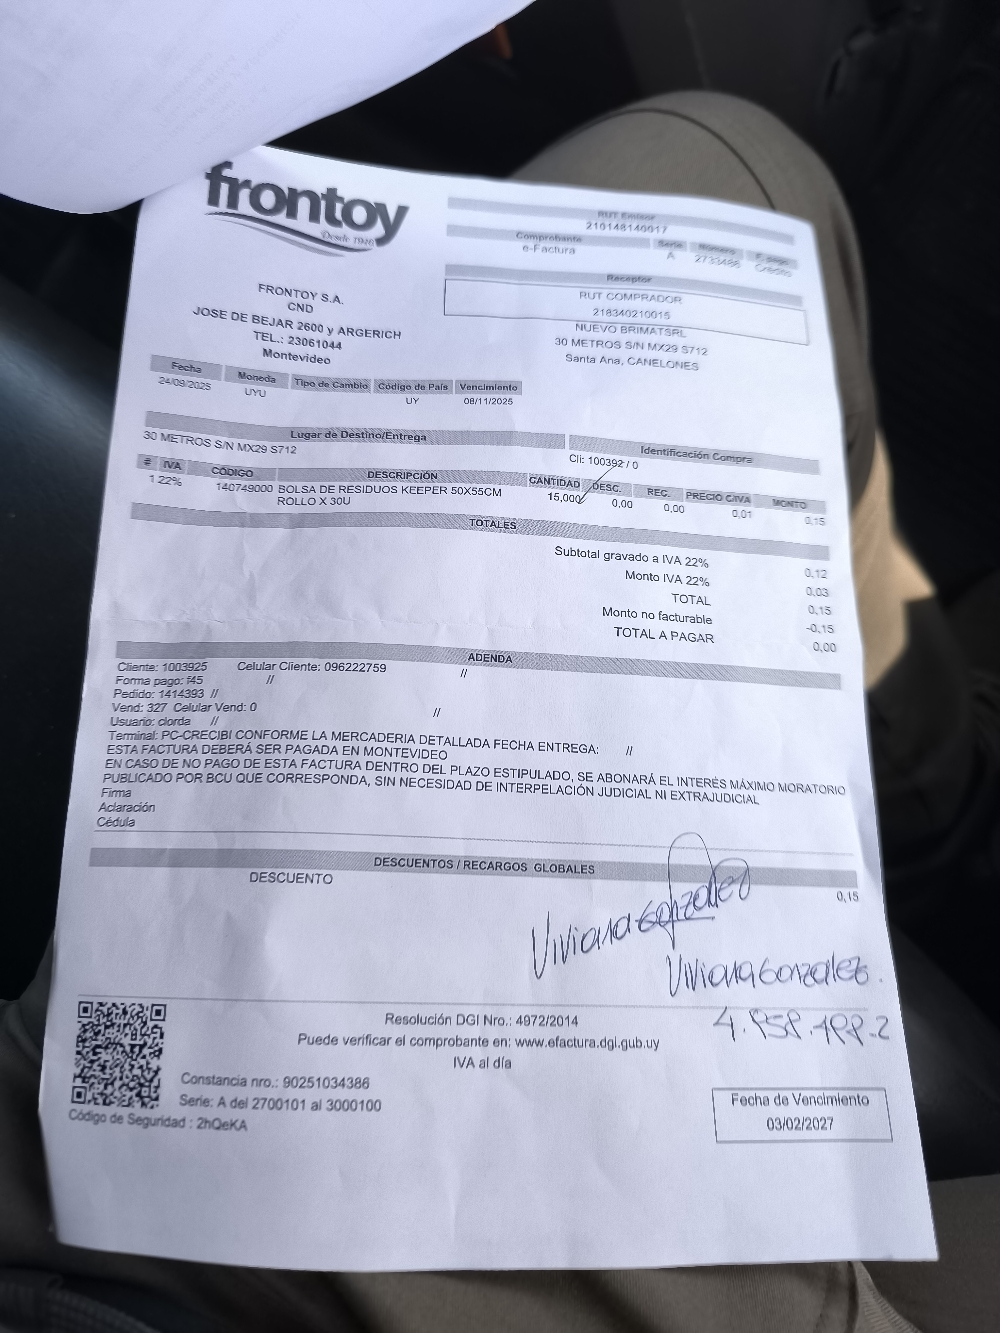 frontoy
Desde 1940
RUT Emisor
210148140017
Comprobante Serie Número F. pago
e-Factura A 2733486 Crédito
Receptor
RUT COMPRADOR
218340210015
NUEVO BRIMATSRL
30 METROS S/N MX29 S712
Santa Ana, CANELONES
FRONTOY S.A.
CND
JOSE DE BEJAR 2600 y ARGERICH
TEL.: 23061044
Montevideo
Fecha Moneda Tipo de Cambio Código de País Vencimiento
24/09/2025 UYU UY 08/11/2025
Lugar de Destino/Entrega Identificación Compra
30 METROS S/N MX29 S712 Cli: 100392 / 0
# IVA CÓDIGO DESCRIPCIÓN CANTIDAD DESC. REC. PRECIO C/IVA MONTO
1 22% 140749000 BOLSA DE RESIDUOS KEEPER 50X55CM 15,000 0,00 0,00 0,01 0,15
ROLLO X 30U
TOTALES
Subtotal gravado a IVA 22% 0,12
Monto IVA 22% 0,03
TOTAL 0,15
Monto no facturable -0,15
TOTAL A PAGAR 0,00
ADENDA
Cliente: 1003925 Celular Cliente: 096222759 //
Forma pago: f45 //
Pedido: 1414393 //
Vend: 327 Celular Vend: 0 //
Usuario: clorda //
Terminal: PC-CRECIBI CONFORME LA MERCADERIA DETALLADA FECHA ENTREGA: //
ESTA FACTURA DEBERÁ SER PAGADA EN MONTEVIDEO
EN CASO DE NO PAGO DE ESTA FACTURA DENTRO DEL PLAZO ESTIPULADO, SE ABONARÁ EL INTERÉS MÁXIMO MORATORIO
PUBLICADO POR BCU QUE CORRESPONDA, SIN NECESIDAD DE INTERPELACIÓN JUDICIAL NI EXTRAJUDICIAL
Firma
Aclaración
Cédula
DESCUENTOS / RECARGOS GLOBALES
DESCUENTO 0,15
Viviana Gonzalez
Viviana Gonzalez.
Resolución DGI Nro.: 4972/2014
Puede verificar el comprobante en: www.efactura.dgi.gub.uy
IVA al día
Constancia nro.: 90251034386
Serie: A del 2700101 al 3000100
Código de Seguridad : 2hQeKA
Fecha de Vencimiento
03/02/2027